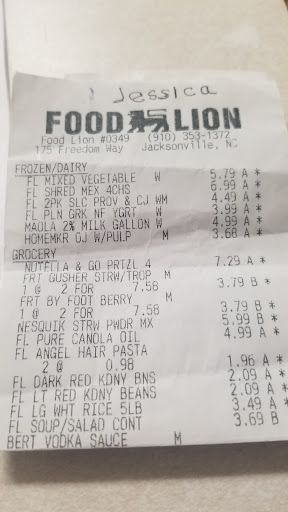 Jessica
FOOD LION
Food Lion #0349 (910) 353-1372
175 Freedom Way Jacksonville, NC
FROZEN/DAIRY
FL MIXED VEGETABLE W 5.79 A *
FL SHRED MEX 4CHS 6.99 A *
FL 2PK SLC PROV & CJ WM 4.49 A *
FL PLN GRK NF YGRT W 3.99 A *
MAOLA 2% MILK GALLON W 4.99 A *
HOMEMKR OJ W/PULP M 3.68 A *
GROCERY
NUTELLA & GO PRTZL 4 7.29 A *
FRT GUSHER STRW/TROP M
1 @ 2 FOR 7.58 3.79 B *
FRT BY FOOT BERRY M
1 @ 2 FOR 7.58 3.79 B *
NESQUIK STRW PWDR MX 5.99 B *
FL PURE CANOLA OIL 4.99 A *
FL ANGEL HAIR PASTA
2 @ 0.98 1.96 A *
FL DARK RED KDNY BNS 2.09 A *
FL LT RED KDNY BEANS 2.09 A *
FL LG WHT RICE 5LB 3.49 A *
FL SOUP/SALAD CONT 3.69 B
BERT VODKA SAUCE M